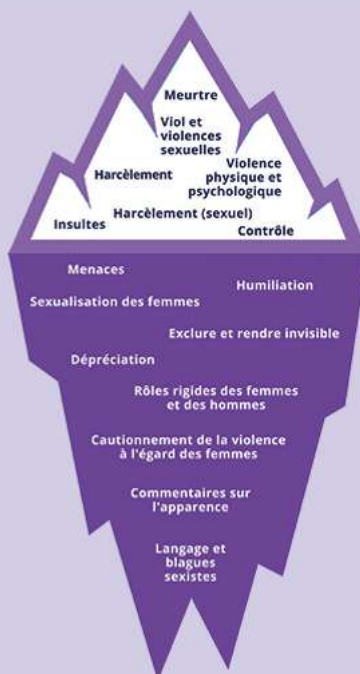 Meurtre
Viol et
violences
sexuelles
Harcèlement
Violence
physique et
psychologique
Harcèlement (sexuel)
Insultes
Contrôle
Menaces
Humiliation
Sexualisation des femmes
Exclure et rendre invisible
Dépréciation
Rôles rigides des femmes
et des hommes
Cautionnement de la violence
à l'égard des femmes
Commentaires sur
l'apparence
Langage et
blagues
sexistes